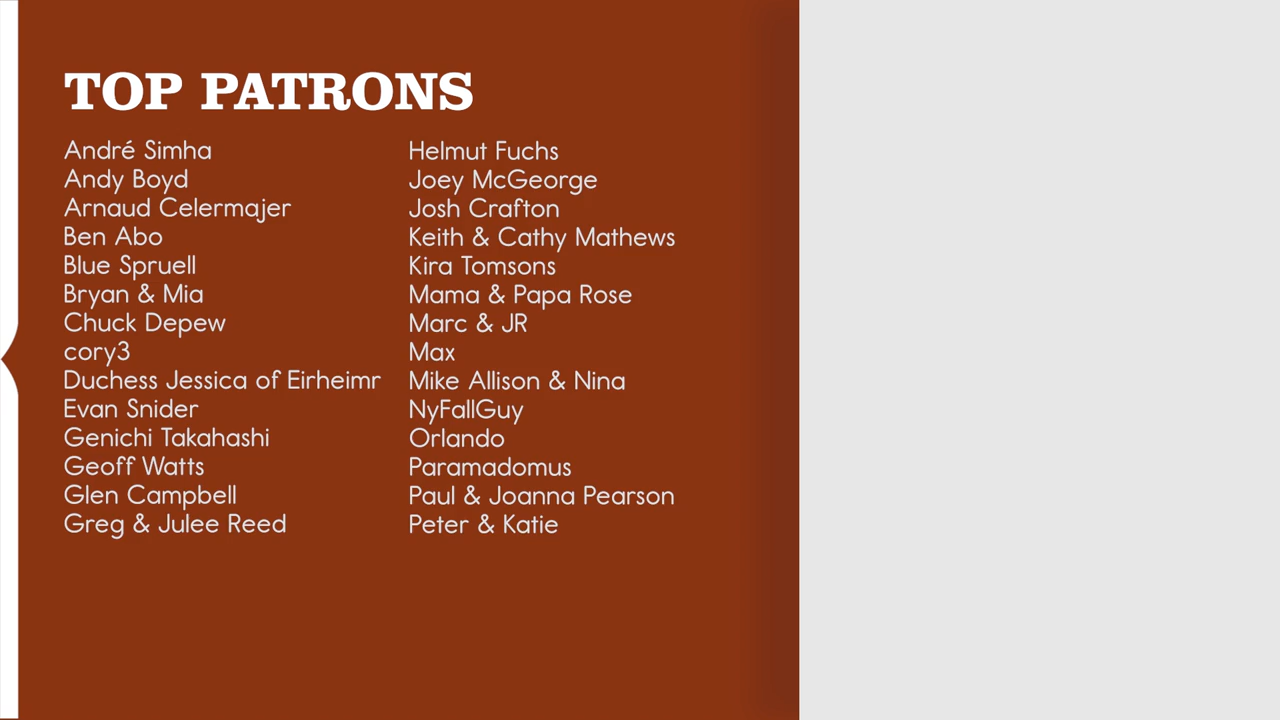 TOP PATRONS
André Simha
Andy Boyd
Arnaud Celermajer
Ben Abo
Blue Spruell
Bryan & Mia
Chuck Depew
cory3
Duchess Jessica of Eirheimr
Evan Snider
Genichi Takahashi
Geoff Watts
Glen Campbell
Greg & Julee Reed
Helmut Fuchs
Joey McGeorge
Josh Crafton
Keith & Cathy Mathews
Kira Tomsons
Mama & Papa Rose
Marc & JR
Max
Mike Allison & Nina
NyFallGuy
Orlando
Paramadomus
Paul & Joanna Pearson
Peter & Katie